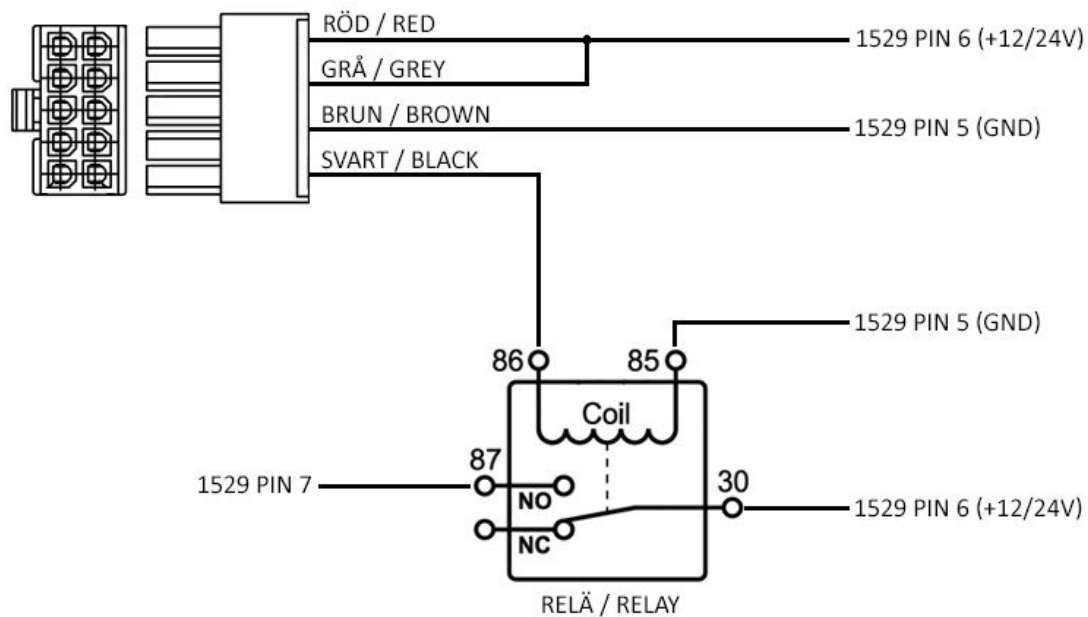 RÖD / RED
1529 PIN 6 (+12/24V)
GRÅ / GREY
BRUN / BROWN
1529 PIN 5 (GND)
SVART / BLACK
1529 PIN 5 (GND)
86
85
Coil
87
30
1529 PIN 7
NO
1529 PIN 6 (+12/24V)
NC
RELÄ / RELAY